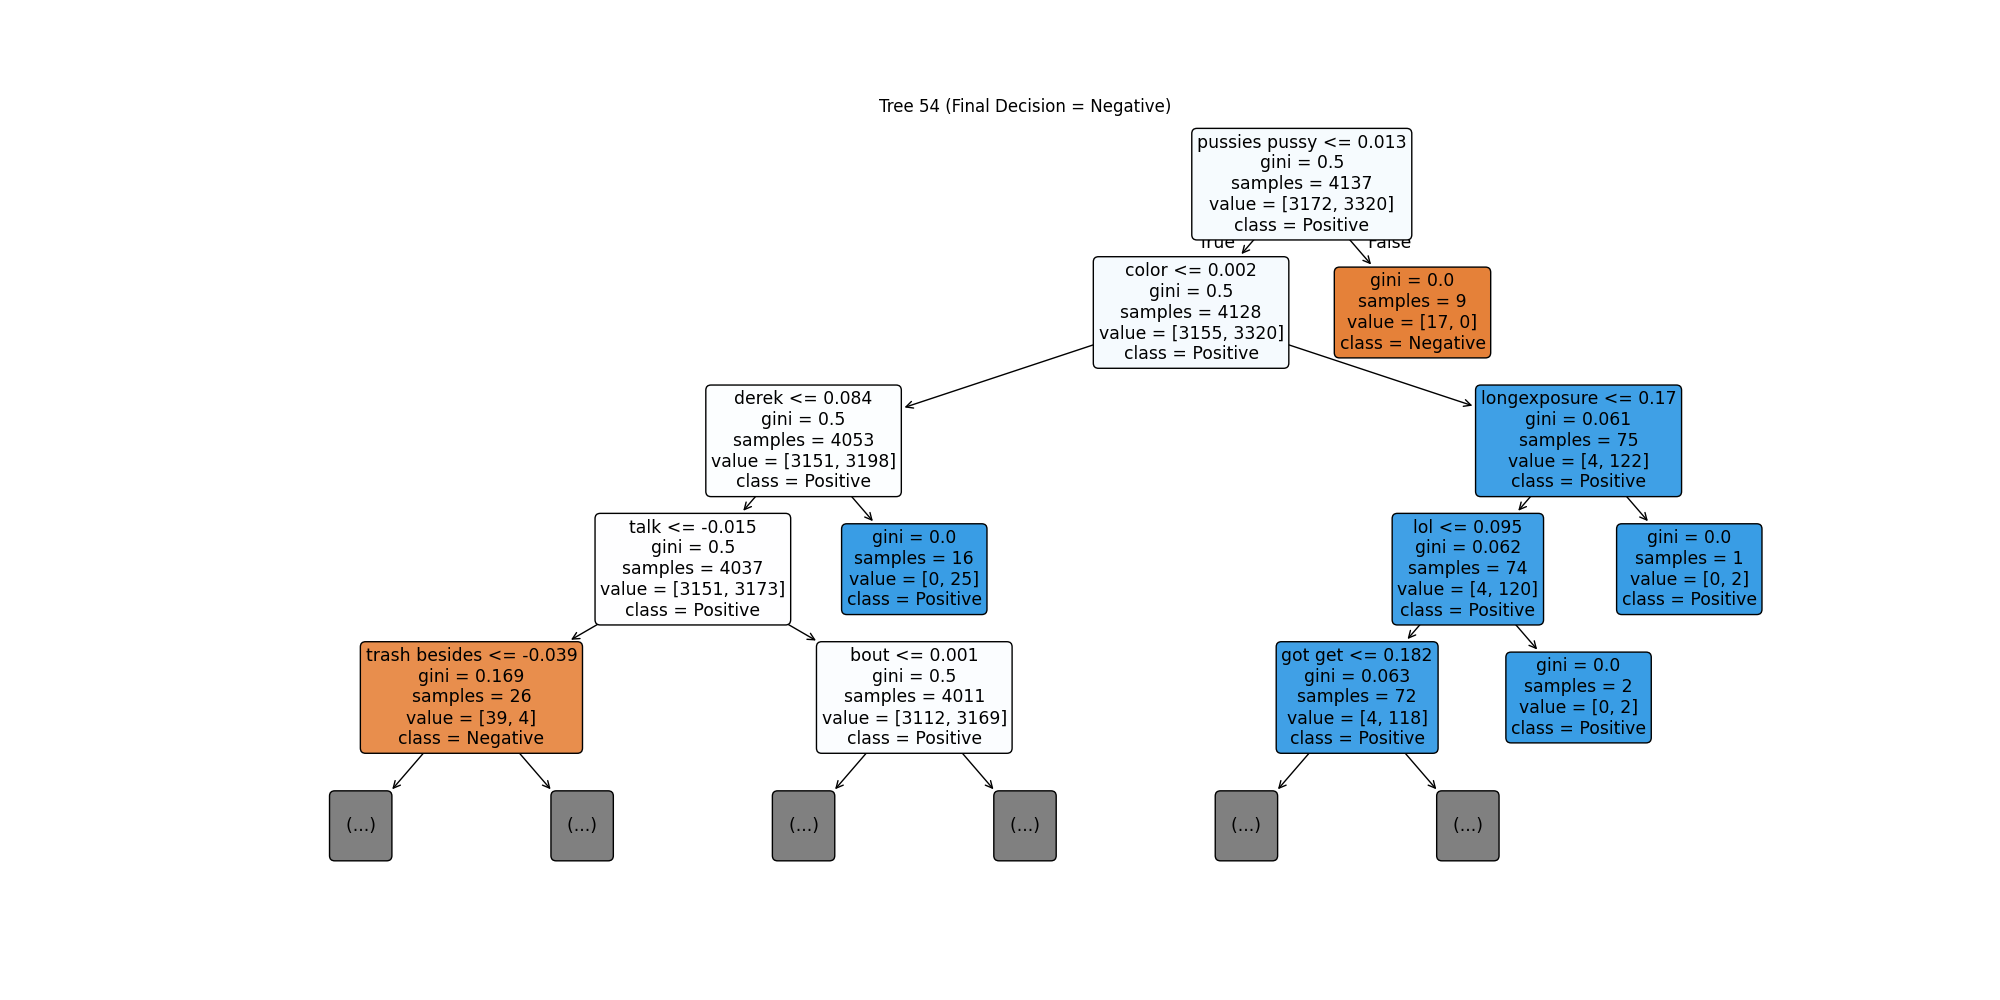 Tree 54 (Final Decision = Negative)
pussies pussy <= 0.013
gini = 0.5
samples = 4137
value = [3172, 3320]
class = Positive
True
False
color <= 0.002
gini = 0.5
samples = 4128
value = [3155, 3320]
class = Positive
gini = 0.0
samples = 9
value = [17, 0]
class = Negative
derek <= 0.084
gini = 0.5
samples = 4053
value = [3151, 3198]
class = Positive
longexposure <= 0.17
gini = 0.061
samples = 75
value = [4, 122]
class = Positive
talk <= -0.015
gini = 0.5
samples = 4037
value = [3151, 3173]
class = Positive
gini = 0.0
samples = 16
value = [0, 25]
class = Positive
lol <= 0.095
gini = 0.062
samples = 74
value = [4, 120]
class = Positive
gini = 0.0
samples = 1
value = [0, 2]
class = Positive
trash besides <= -0.039
gini = 0.169
samples = 26
value = [39, 4]
class = Negative
bout <= 0.001
gini = 0.5
samples = 4011
value = [3112, 3169]
class = Positive
got get <= 0.182
gini = 0.063
samples = 72
value = [4, 118]
class = Positive
gini = 0.0
samples = 2
value = [0, 2]
class = Positive
(...)
(...)
(...)
(...)
(...)
(...)